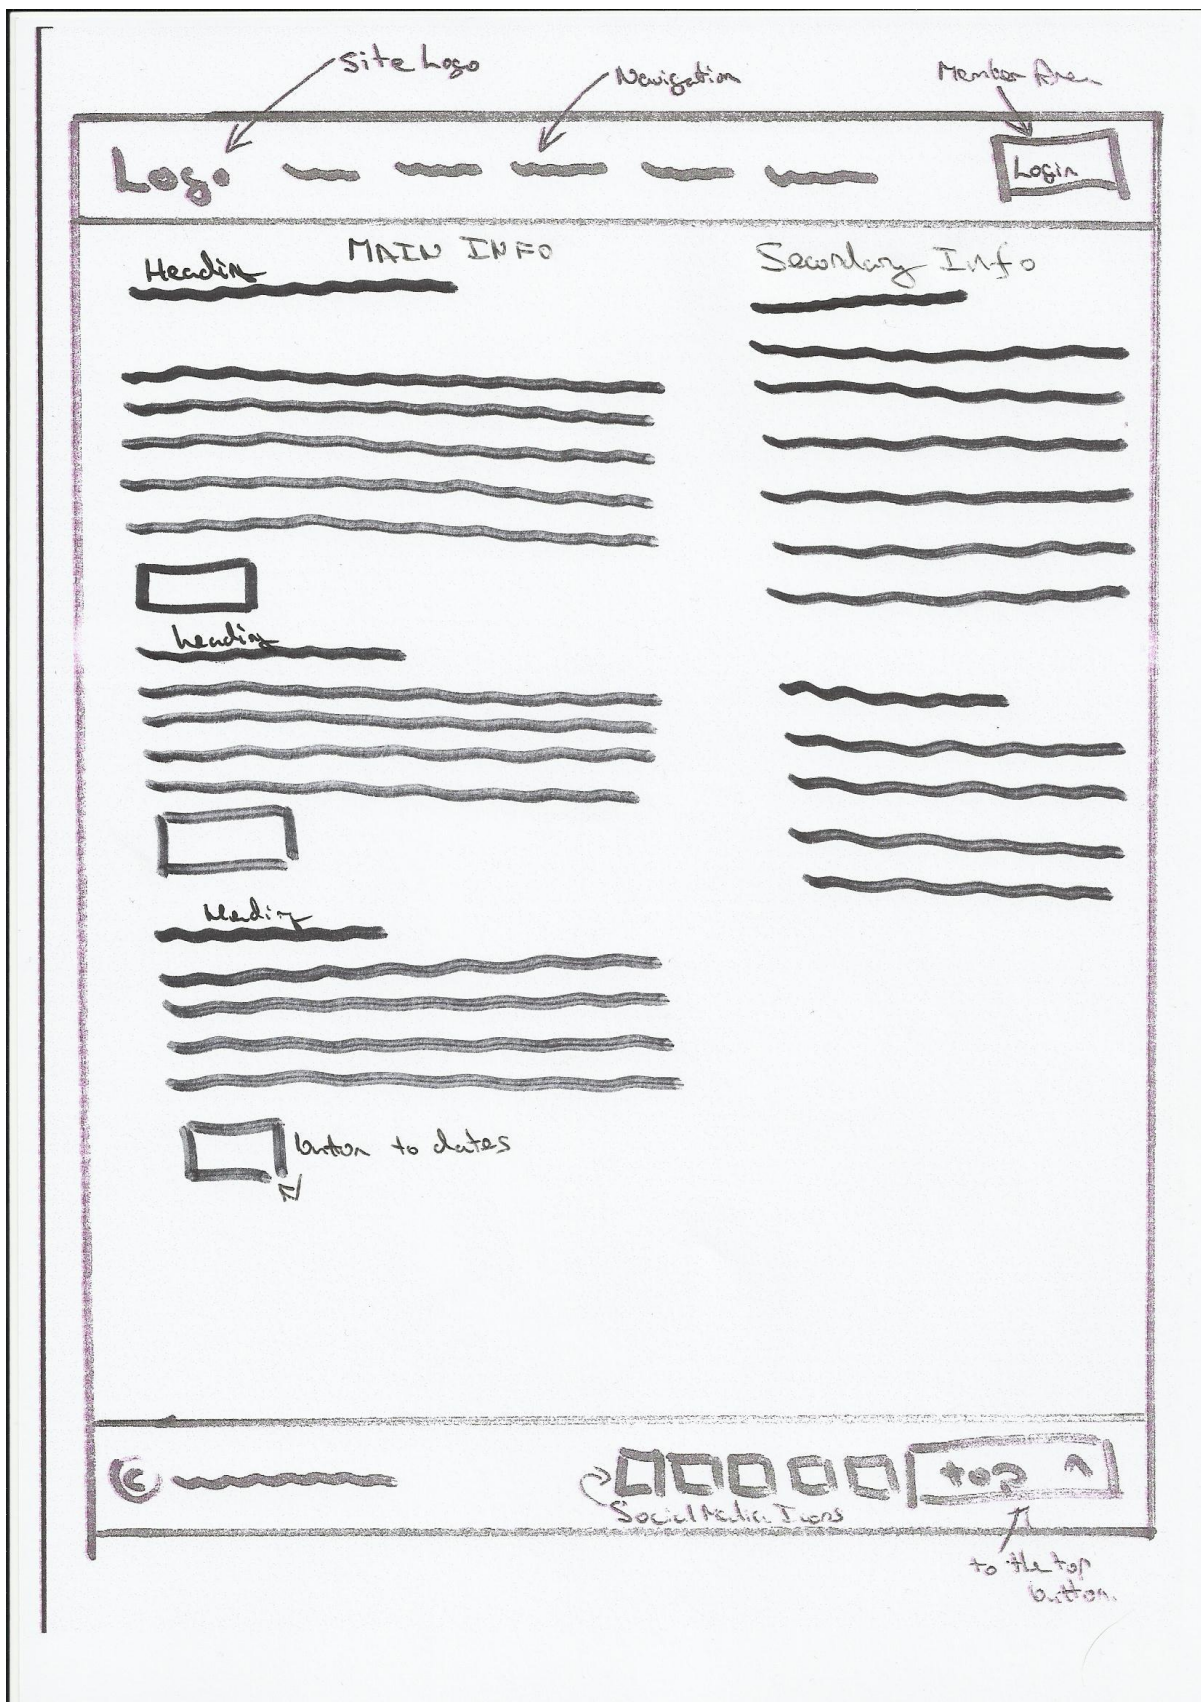 Site Logo
Navigation
Member Area
Logo
Login
MAIN INFO
Heading
Secondary Info
heading
Heading
button to dates
©
top ^
Social Media Icons
to the top
button.